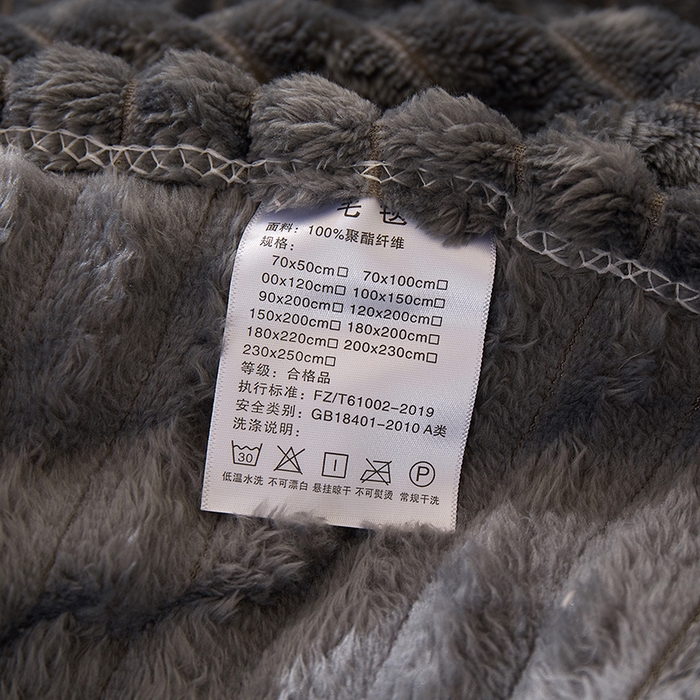 毛毯
面料：100%聚酯纤维
规格：
70x50cm□ 70x100cm□
00x120cm□ 100x150cm□
90x200cm□ 120x200cm□
150x200cm□ 180x200cm□
180x220cm□ 200x230cm□
230x250cm□
等级：合格品
执行标准：FZ/T61002-2019
安全类别：GB18401-2010 A类
洗涤说明：
30 P
低温水洗 不可漂白 悬挂晾干 不可熨烫 常规干洗